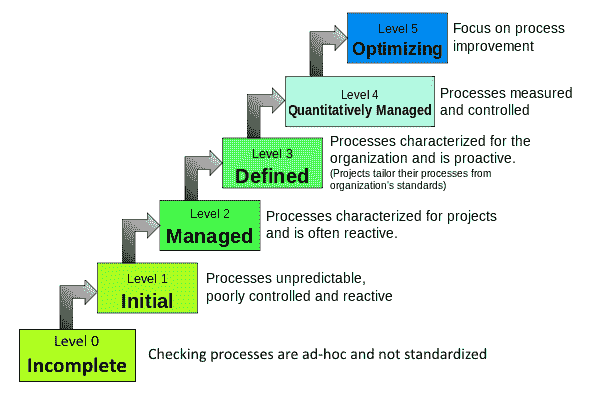 Level 5
Optimizing
Focus on process
improvement
Level 4
Quantitatively Managed
Processes measured
and controlled
Level 3
Defined
Processes characterized for the
organization and is proactive.
(Projects tailor their processes from
organization's standards)
Level 2
Managed
Processes characterized for projects
and is often reactive.
Level 1
Initial
Processes unpredictable,
poorly controlled and reactive
Level 0
Incomplete
Checking processes are ad-hoc and not standardized